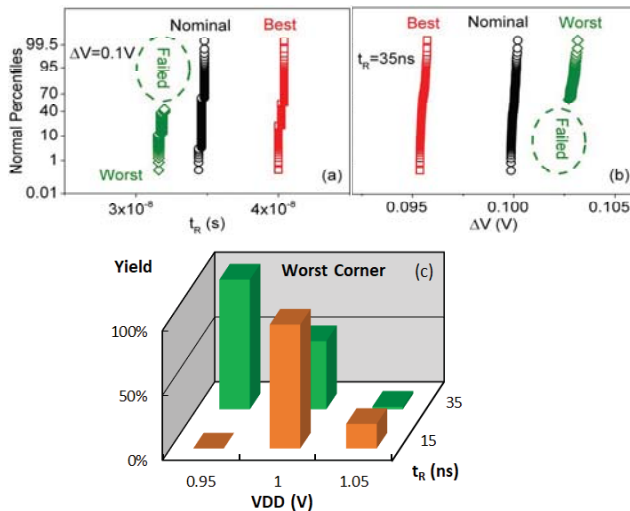 Nominal
Best
99.5
ΔV=0.1V
Failed
95
70
40
10
1
0.01
Normal Percentiles
Worst
(a)
3x10⁻⁸
4x10⁻⁸
t_R (s)
Best
Nominal
Worst
t_R=35ns
Failed
(b)
0.095
0.100
0.105
ΔV (V)
Yield
Worst Corner
(c)
100%
50%
0%
35
15
t_R (ns)
0.95
1
1.05
VDD (V)